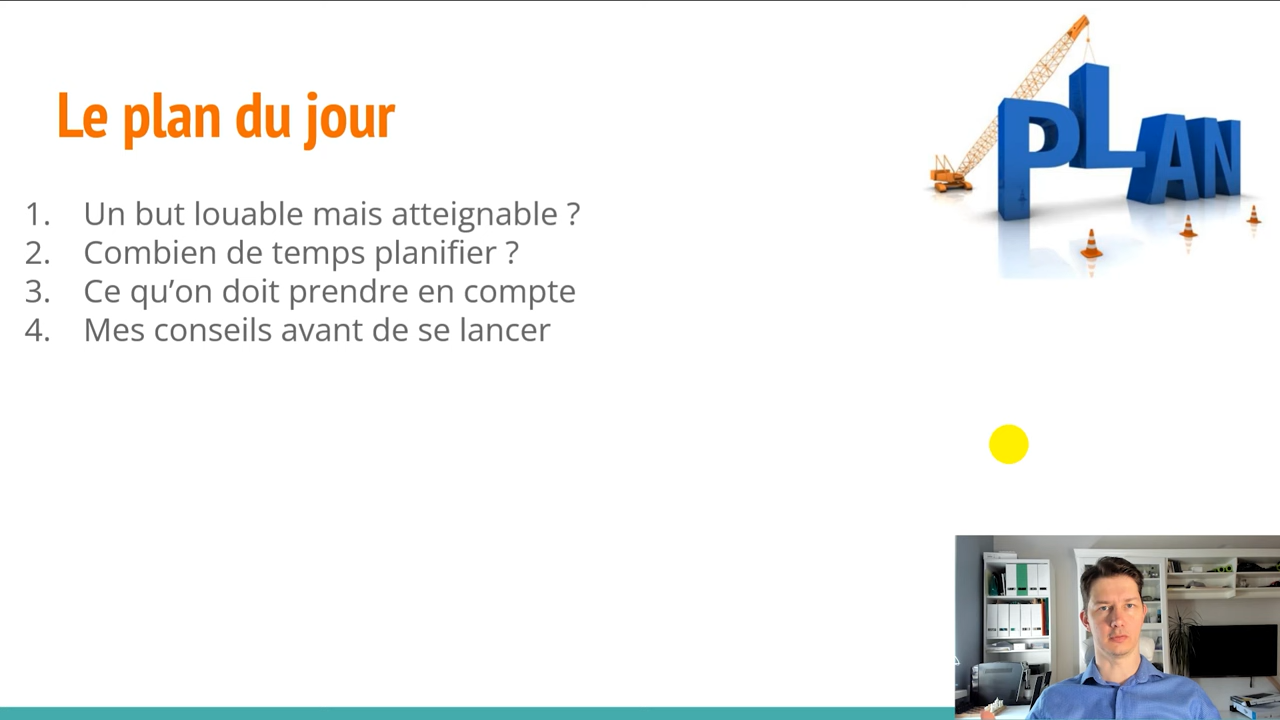 Le plan du jour
PLAN
1. Un but louable mais atteignable ?
2. Combien de temps planifier ?
3. Ce qu’on doit prendre en compte
4. Mes conseils avant de se lancer